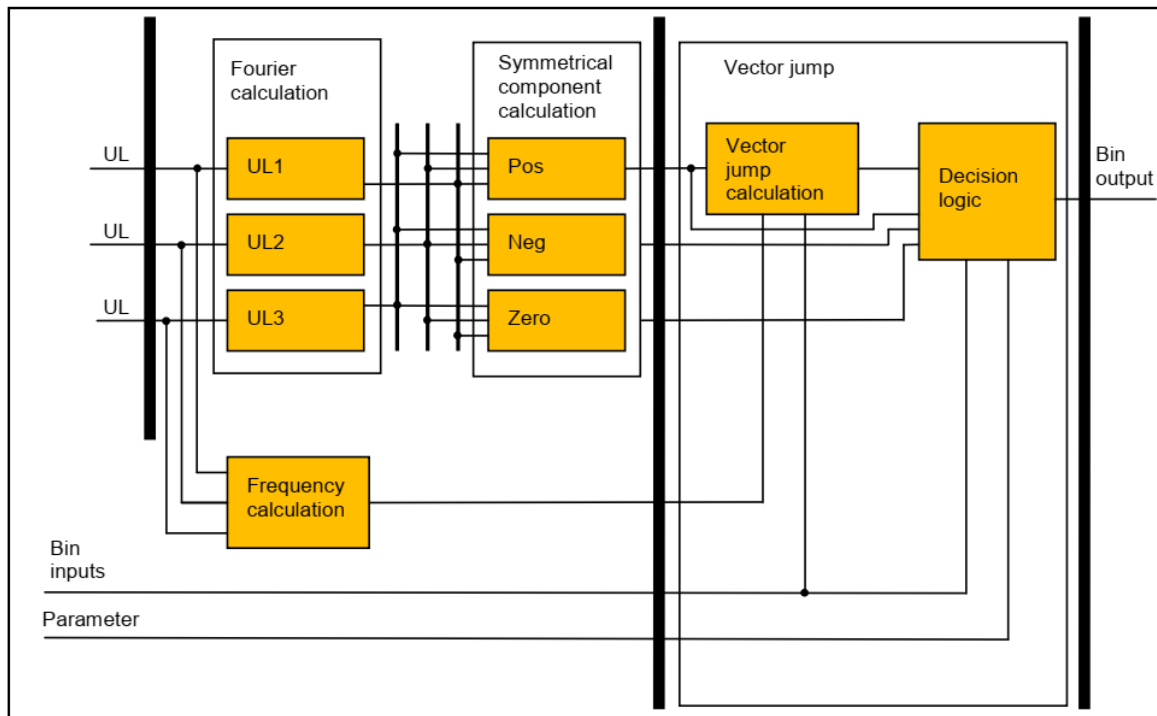 Fourier
calculation
Symmetrical
component
calculation
Vector jump
UL
UL1
Pos
Vector
jump
calculation
Decision
logic
Bin
output
UL
UL2
Neg
UL
UL3
Zero
Frequency
calculation
Bin
inputs
Parameter